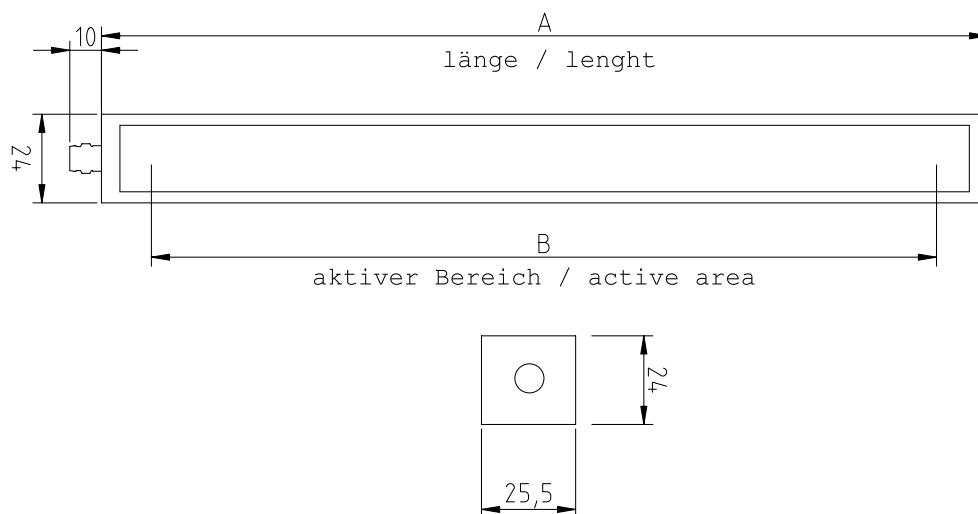 10
A
länge / lenght
24
B
aktiver Bereich / active area
24
25,5